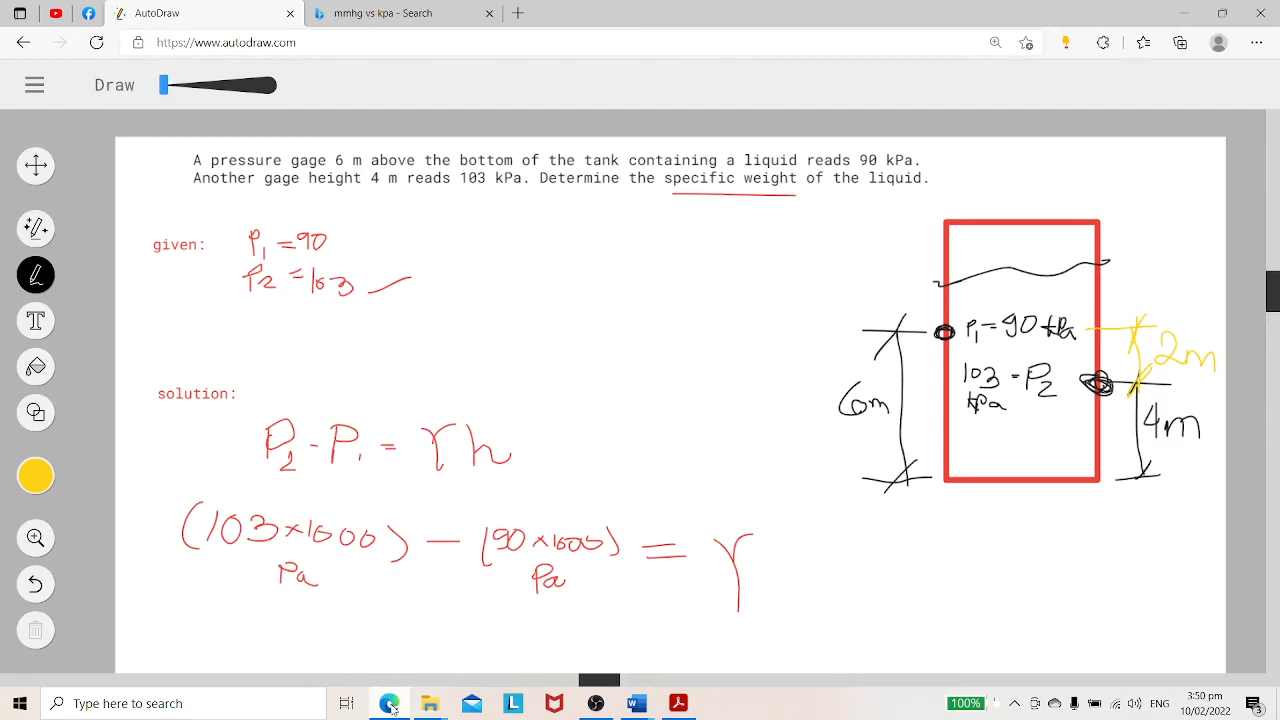 AutoDraw
mmhg vs kpa - Search
https://www.autodraw.com
Draw
A pressure gage 6 m above the bottom of the tank containing a liquid reads 90 kPa.
Another gage height 4 m reads 103 kPa. Determine the specific weight of the liquid.
given:
P1 = 90
P2 = 103
P1 = 90 kPa
103 = P2
kPa
2m
6m
4m
solution:
P2 - P1 = γh
(103 × 1000) - (90 × 1000) = γ
Pa Pa
Type here to search
100%
3:50 pm
10/02/2022
3